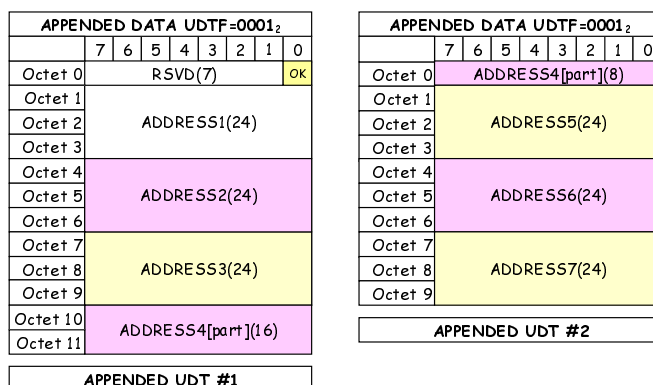 APPENDED DATA UDTF=0001₂
7 6 5 4 3 2 1 0
Octet 0 RSVD(7) OK
Octet 1
Octet 2 ADDRESS1(24)
Octet 3
Octet 4
Octet 5 ADDRESS2(24)
Octet 6
Octet 7
Octet 8 ADDRESS3(24)
Octet 9
Octet 10
ADDRESS4[part](16)
Octet 11
APPENDED UDT #1
APPENDED DATA UDTF=0001₂
7 6 5 4 3 2 1 0
Octet 0 ADDRESS4[part](8)
Octet 1
Octet 2 ADDRESS5(24)
Octet 3
Octet 4
Octet 5 ADDRESS6(24)
Octet 6
Octet 7
Octet 8 ADDRESS7(24)
Octet 9
APPENDED UDT #2